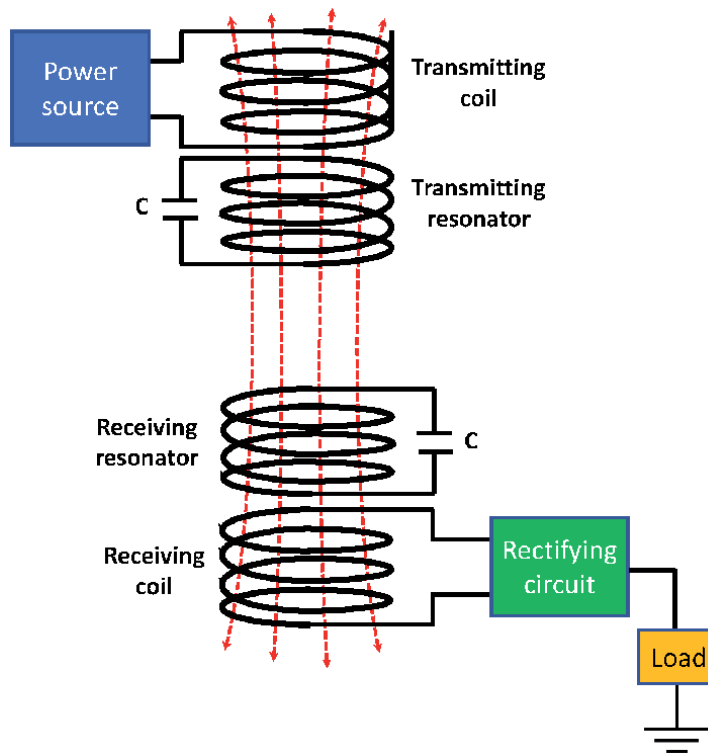 Power
source
Transmitting
coil
C
Transmitting
resonator
Receiving
resonator
C
Receiving
coil
Rectifying
circuit
Load